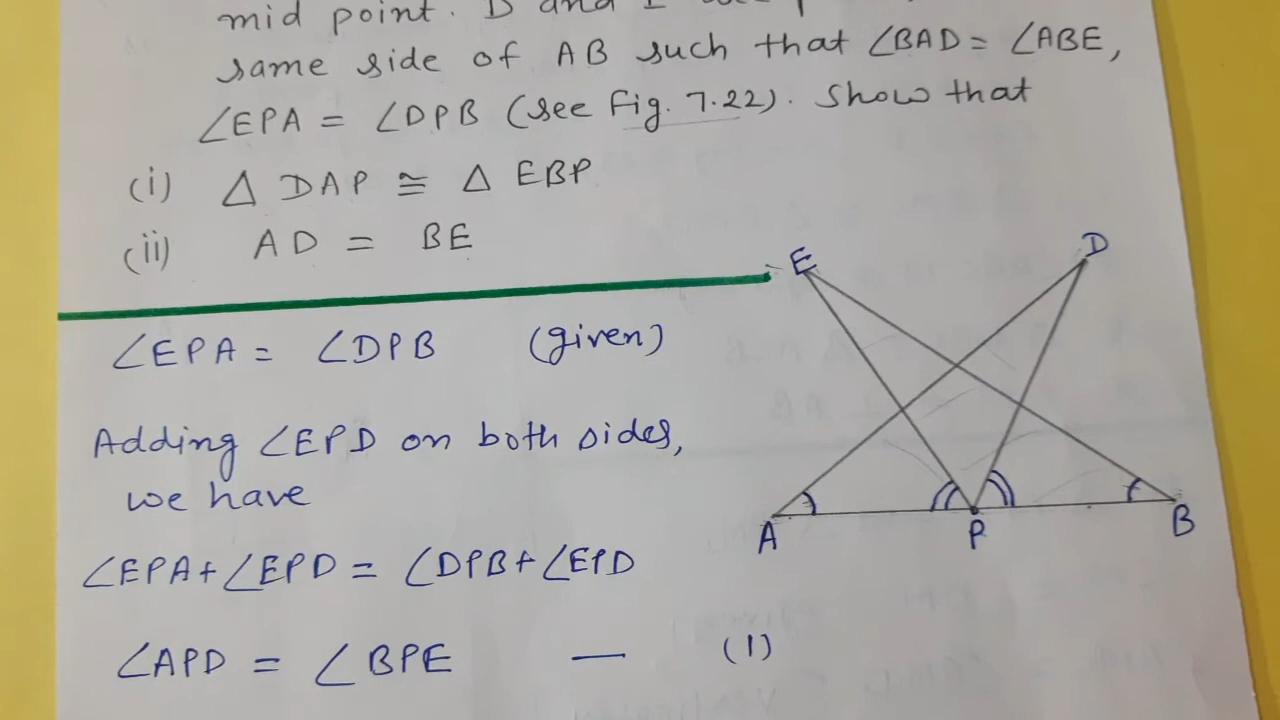 mid point. D and
same side of AB such that ∠BAD = ∠ABE,
∠EPA = ∠DPB (see Fig. 7.22). Show that
(i) △ DAP ≅ △ EBP
(ii) AD = BE
∠EPA = ∠DPB (given)
Adding ∠EPD on both sides,
we have
∠EPA + ∠EPD = ∠DPB + ∠EPD
∠APD = ∠BPE — (1)
E D
A P B